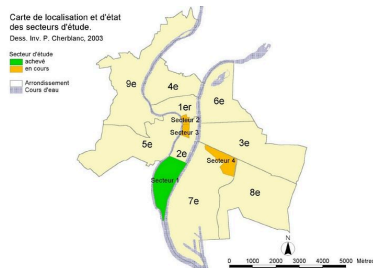 Carte de localisation et d'état
des secteurs d'étude.
Dess. Inv. P. Cherblanc, 2003
Secteur d'étude
achevé
en cours
Arrondissement
Cours d'eau
9e
4e
6e
1er
Secteur 2
Secteur 3
5e
2e
3e
Secteur 4
Secteur 1
7e
8e
N
0 1000 2000 3000 4000 5000 Mètres